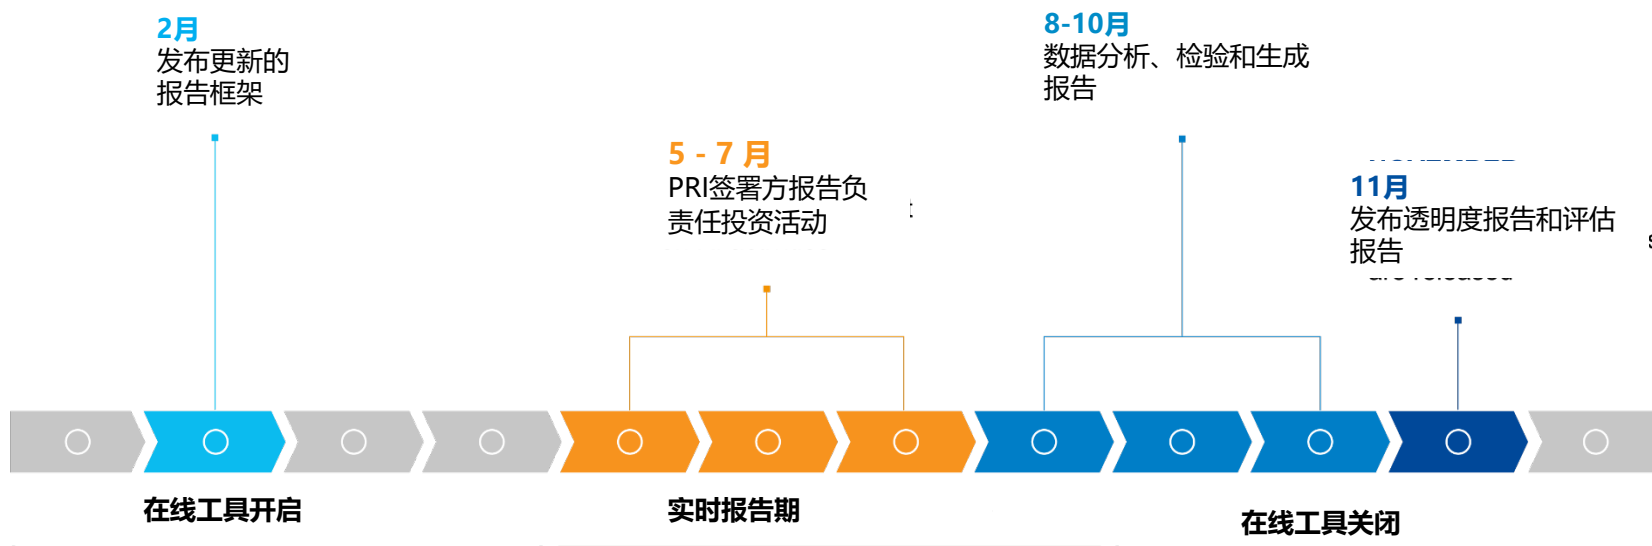 2月
发布更新的
报告框架
5 - 7 月
PRI签署方报告负
责任投资活动
8-10月
数据分析、检验和生成
报告
11月
发布透明度报告和评估
报告
are released
在线工具开启
实时报告期
在线工具关闭